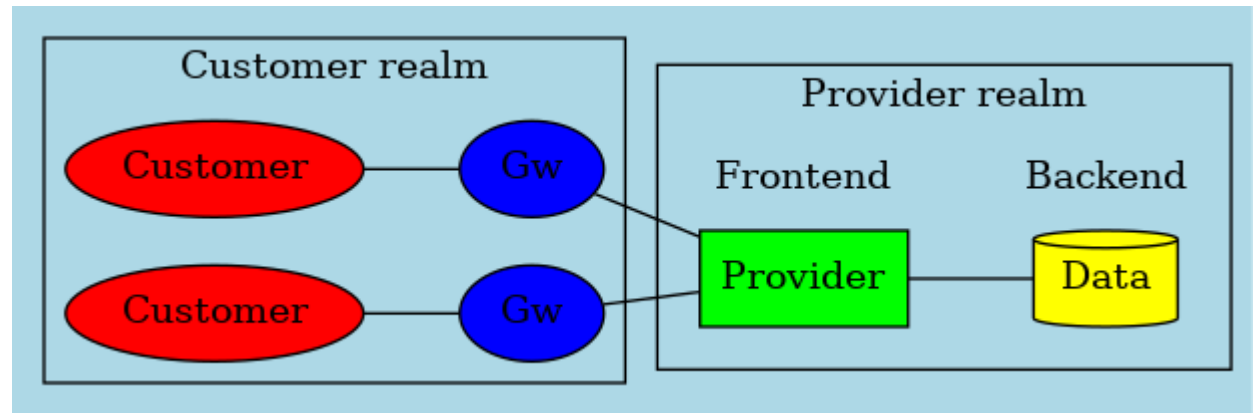 Customer realm
Customer
Gw
Customer
Gw
Provider realm
Frontend
Backend
Provider
Data